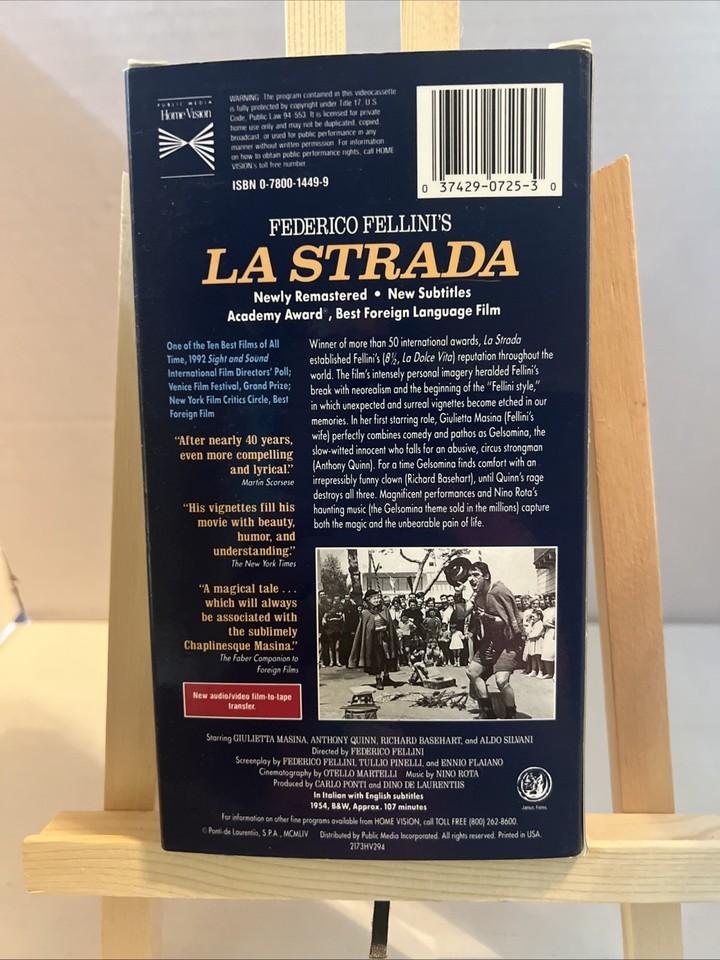 PUBLIC MEDIA
Home Vision
WARNING: The program contained in this videocassette
is fully protected by copyright under Title 17, U.S.
Code, Public Law 94-553. It is licensed for private
home use only and may not be duplicated, copied,
broadcast, or used for public performance in any
manner without written permission. For information
on how to obtain public performance rights, call HOME
VISION's toll free number.
ISBN 0-7800-1449-9
0 37429-0725-3 0
FEDERICO FELLINI'S
LA STRADA
Newly Remastered • New Subtitles
Academy Award®, Best Foreign Language Film
One of the Ten Best Films of All
Time, 1992 Sight and Sound
International Film Directors' Poll;
Venice Film Festival, Grand Prize;
New York Film Critics Circle, Best
Foreign Film
"After nearly 40 years,
even more compelling
and lyrical."
Martin Scorsese
"His vignettes fill his
movie with beauty,
humor, and
understanding."
The New York Times
"A magical tale . . .
which will always
be associated with
the sublimely
Chaplinesque Masina."
The Faber Companion to
Foreign Films
New audio/video film-to-tape
transfer.
Winner of more than 50 international awards, La Strada
established Fellini's (8½, La Dolce Vita) reputation throughout the
world. The film's intensely personal imagery heralded Fellini's
break with neorealism and the beginning of the "Fellini style,"
in which unexpected and surreal vignettes become etched in our
memories. In her first starring role, Giulietta Masina (Fellini's
wife) perfectly combines comedy and pathos as Gelsomina, the
slow-witted innocent who falls for an abusive, circus strongman
(Anthony Quinn). For a time Gelsomina finds comfort with an
irrepressibly funny clown (Richard Basehart), until Quinn's rage
destroys all three. Magnificent performances and Nino Rota's
haunting music (the Gelsomina theme sold in the millions) capture
both the magic and the unbearable pain of life.
Starring GIULIETTA MASINA, ANTHONY QUINN, RICHARD BASEHART, and ALDO SILVANI
Directed by FEDERICO FELLINI
Screenplay by FEDERICO FELLINI, TULLIO PINELLI, and ENNIO FLAIANO
Cinematography by OTELLO MARTELLI Music by NINO ROTA
Produced by CARLO PONTI and DINO DE LAURENTIIS
In Italian with English subtitles
1954, B&W, Approx. 107 minutes
Janus Films
For information on other fine programs available from HOME VISION, call TOLL FREE (800) 262-8600.
© Ponti-de Laurentiis, S.P.A., MCMLIV Distributed by Public Media Incorporated. All rights reserved. Printed in USA.
2173HV294